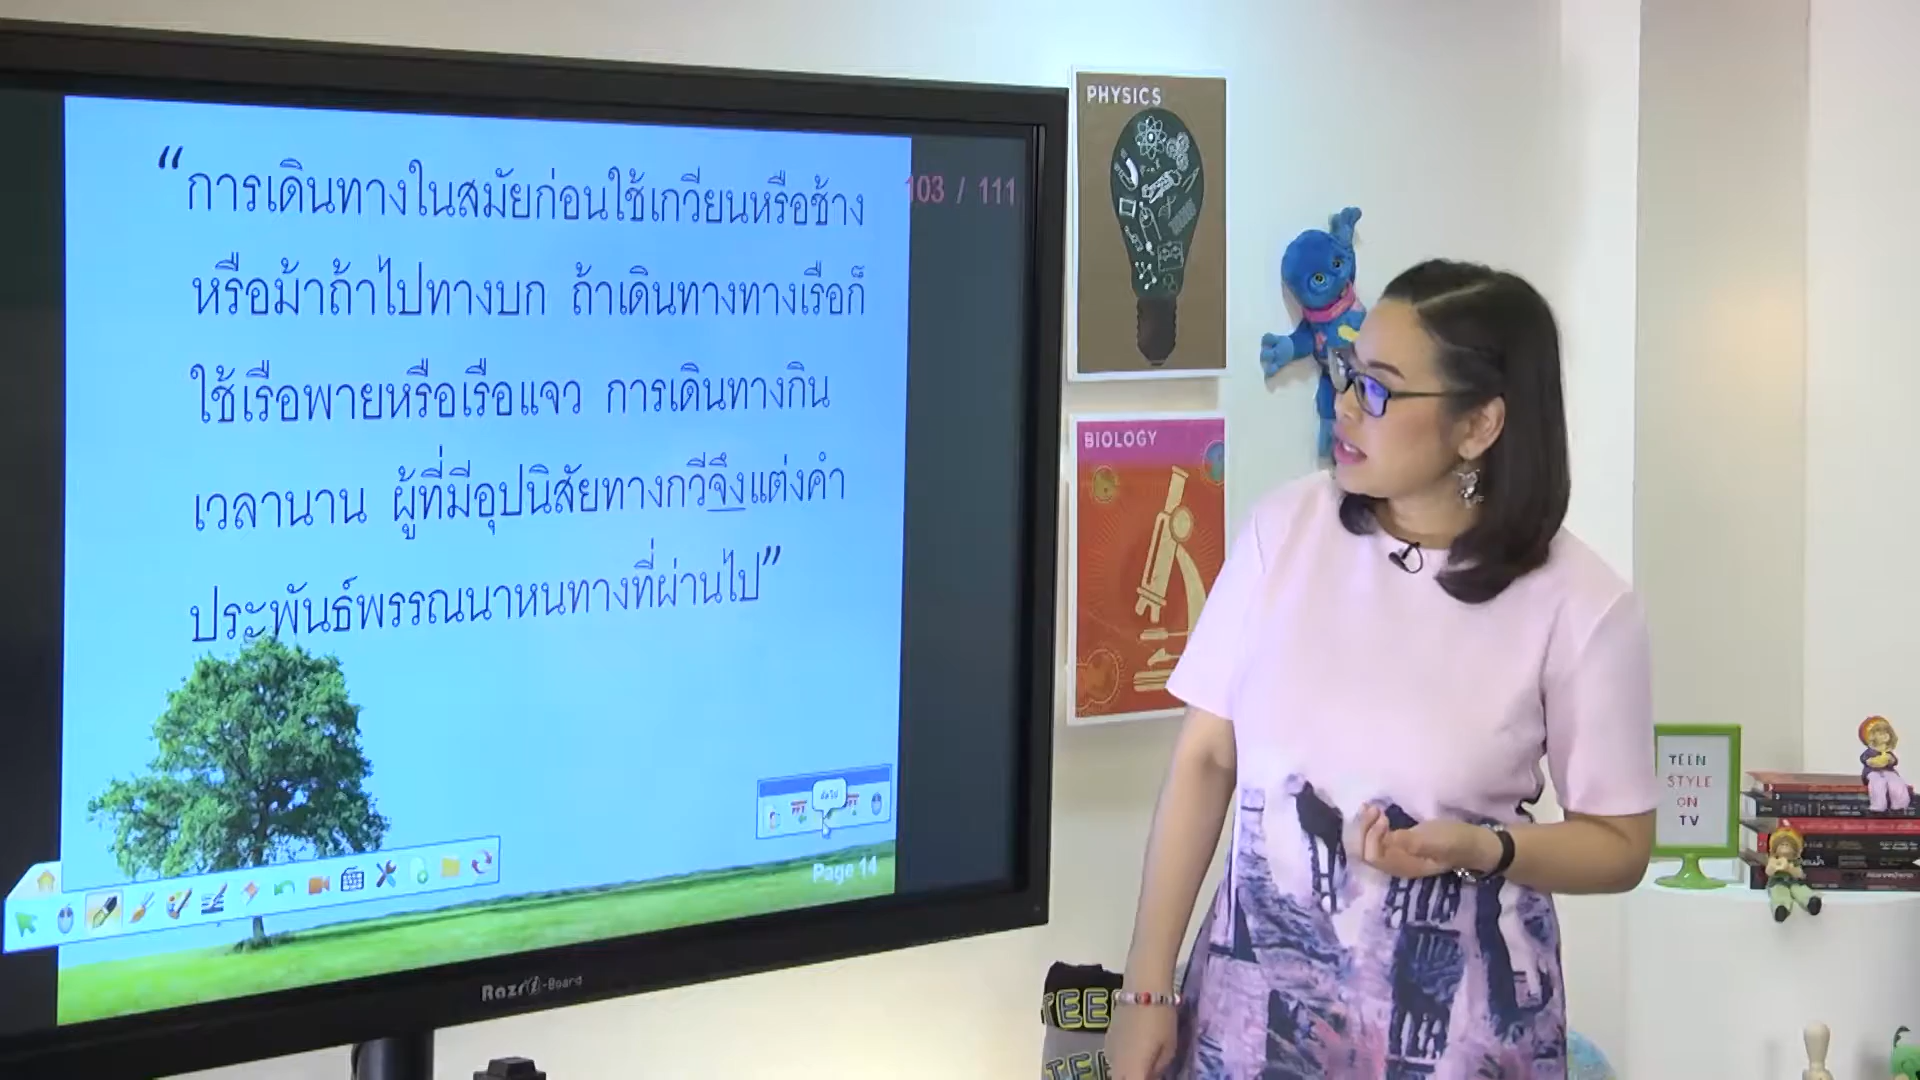 “การเดินทางในสมัยก่อนใช้เกวียนหรือช้าง
หรือม้าถ้าไปทางบก ถ้าเดินทางทางเรือก็
ใช้เรือพายหรือเรือแจว การเดินทางกิน
เวลานาน ผู้ที่มีอุปนิสัยทางกวีจึงแต่งคำ
ประพันธ์พรรณนาหนทางที่ผ่านไป”
103 / 111
Page 14
Razr i-Board
PHYSICS
BIOLOGY
TEEN
STYLE
ON
TV
TEE
TEE